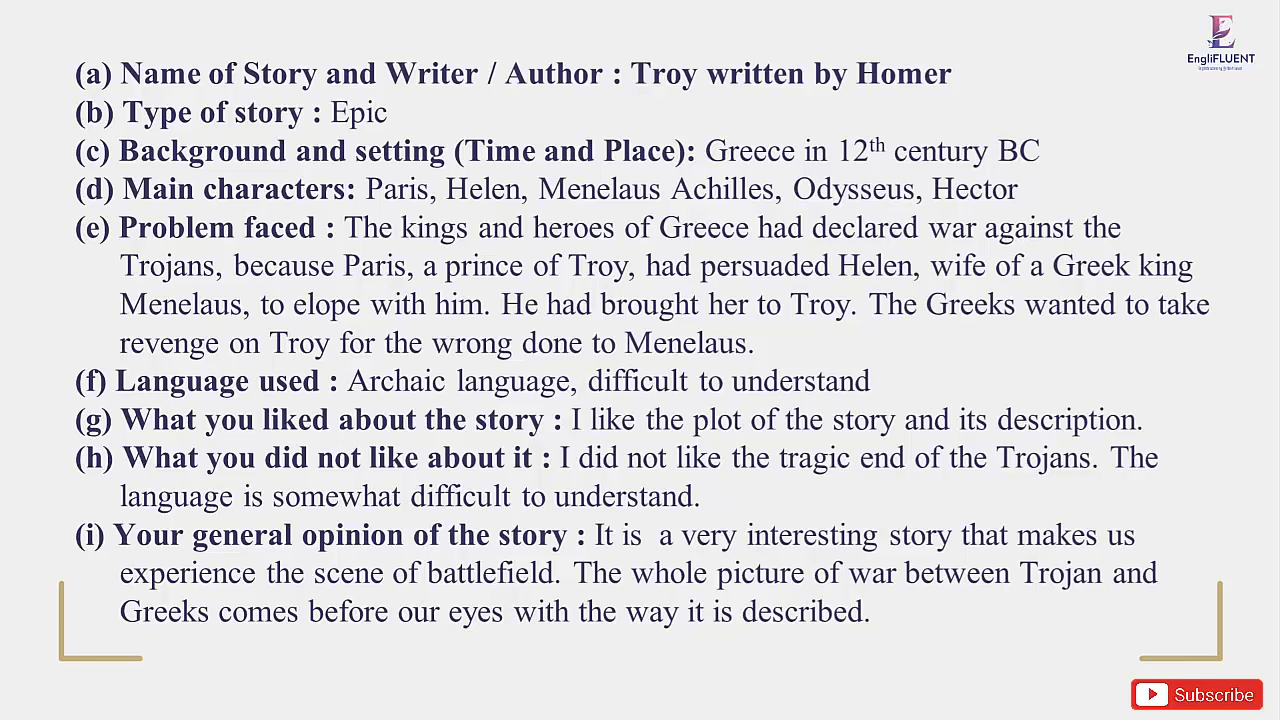 EngliFLUENT
(a) Name of Story and Writer / Author : Troy written by Homer
(b) Type of story : Epic
(c) Background and setting (Time and Place): Greece in 12th century BC
(d) Main characters: Paris, Helen, Menelaus Achilles, Odysseus, Hector
(e) Problem faced : The kings and heroes of Greece had declared war against the
Trojans, because Paris, a prince of Troy, had persuaded Helen, wife of a Greek king
Menelaus, to elope with him. He had brought her to Troy. The Greeks wanted to take
revenge on Troy for the wrong done to Menelaus.
(f) Language used : Archaic language, difficult to understand
(g) What you liked about the story : I like the plot of the story and its description.
(h) What you did not like about it : I did not like the tragic end of the Trojans. The
language is somewhat difficult to understand.
(i) Your general opinion of the story : It is  a very interesting story that makes us
experience the scene of battlefield. The whole picture of war between Trojan and
Greeks comes before our eyes with the way it is described.
Subscribe